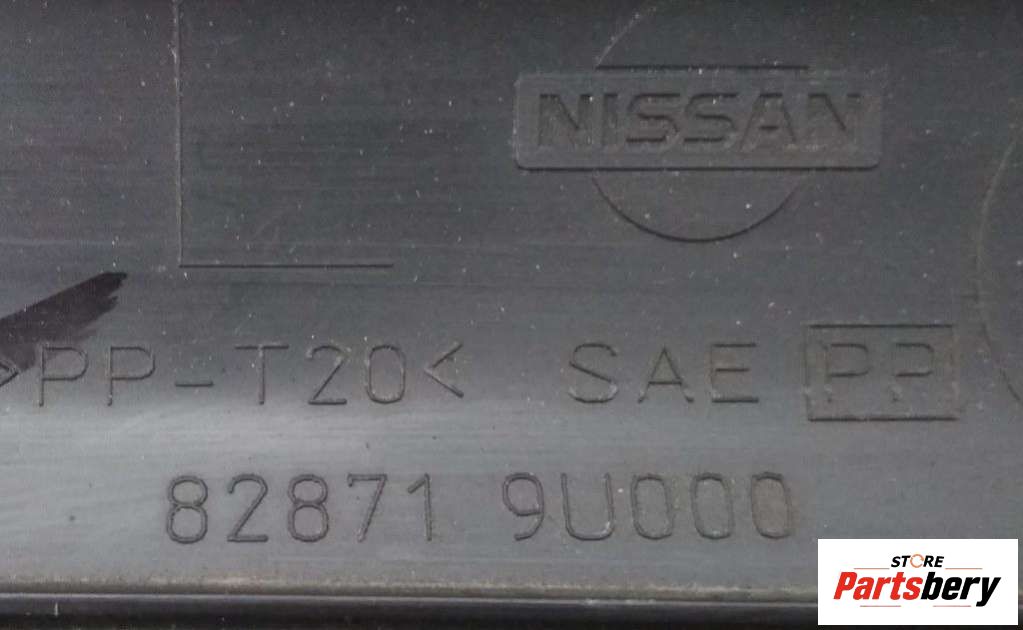 NISSAN
>PP-T20< SAE PP
82871 9U000
STORE
Partsbery